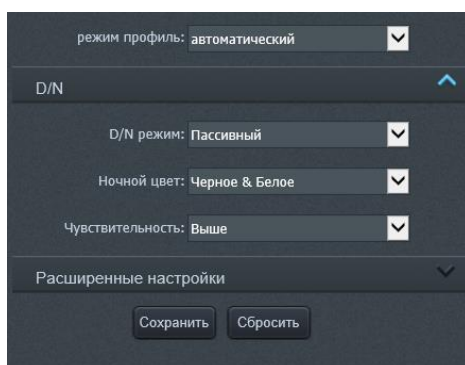 режим профиль: автоматический
D/N
D/N режим: Пассивный
Ночной цвет: Черное & Белое
Чувствительность: Выше
Расширенные настройки
Сохранить Сбросить